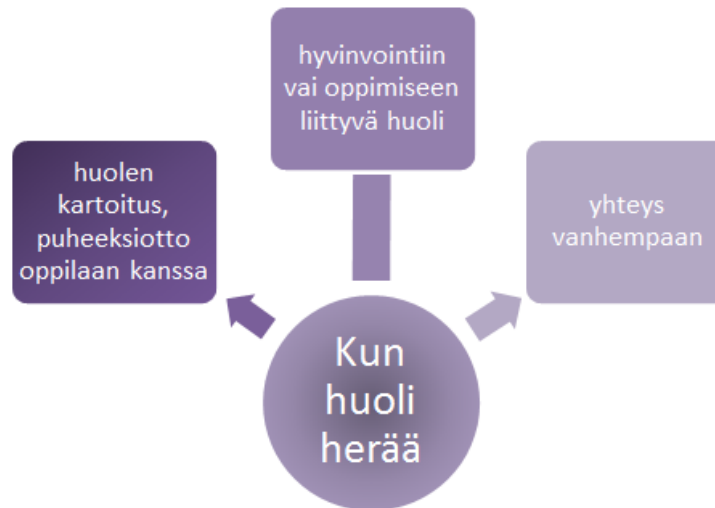 hyvinvointiin
vai oppimiseen
liittyvä huoli
huolen
kartoitus,
puheeksiotto
oppilaan kanssa
yhteys
vanhempaan
Kun
huoli
herää